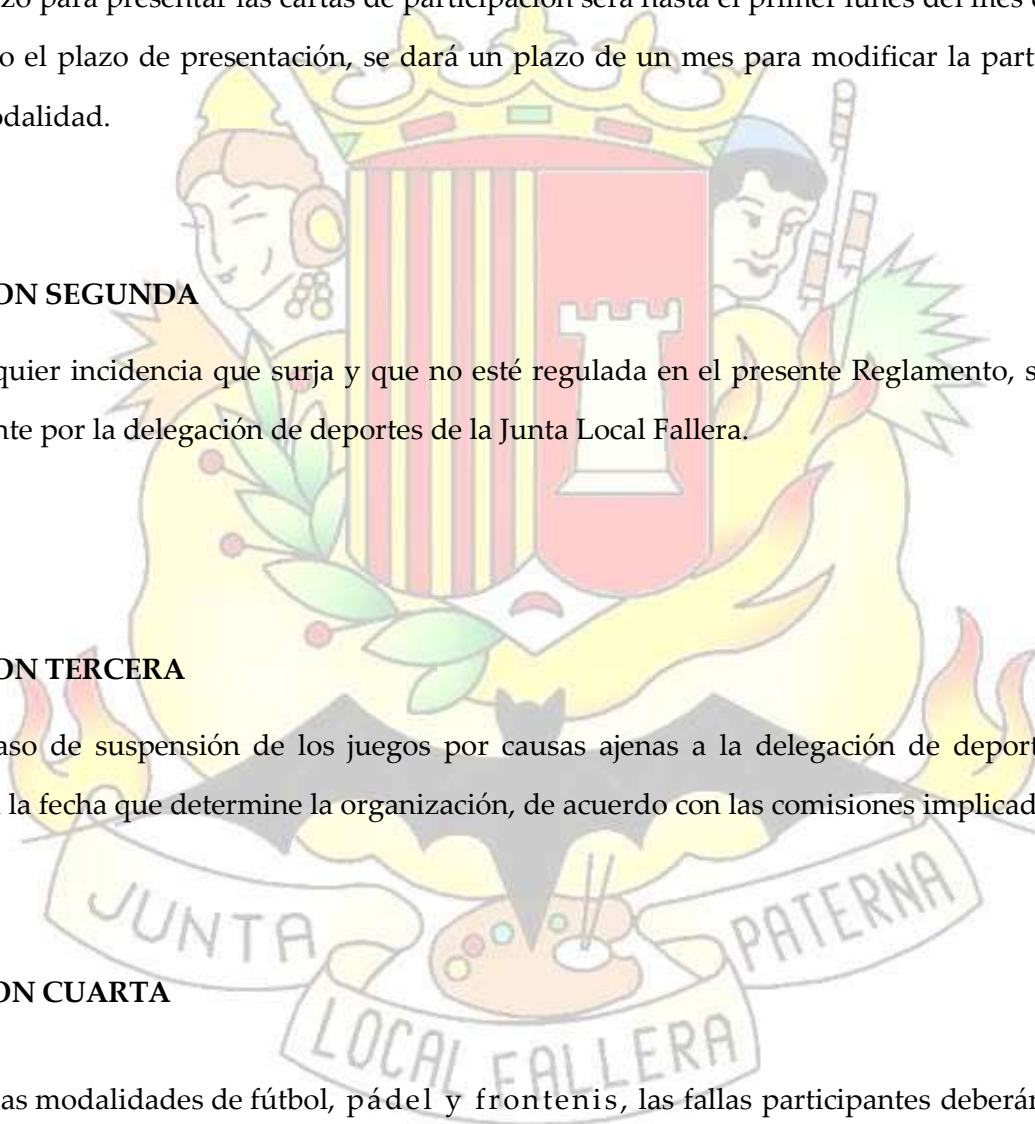 zo para presentar las cartas de participación será hasta el primer lunes del mes
o el plazo de presentación, se dará un plazo de un mes para modificar la part
odalidad.
ON SEGUNDA
quier incidencia que surja y que no esté regulada en el presente Reglamento, s
nte por la delegación de deportes de la Junta Local Fallera.
ON TERCERA
aso de suspensión de los juegos por causas ajenas a la delegación de deport
la fecha que determine la organización, de acuerdo con las comisiones implicad
JUNTA
PATERNA
ON CUARTA
LOCAL FALLERA
as modalidades de fútbol, pádel y frontenis, las fallas participantes deberán